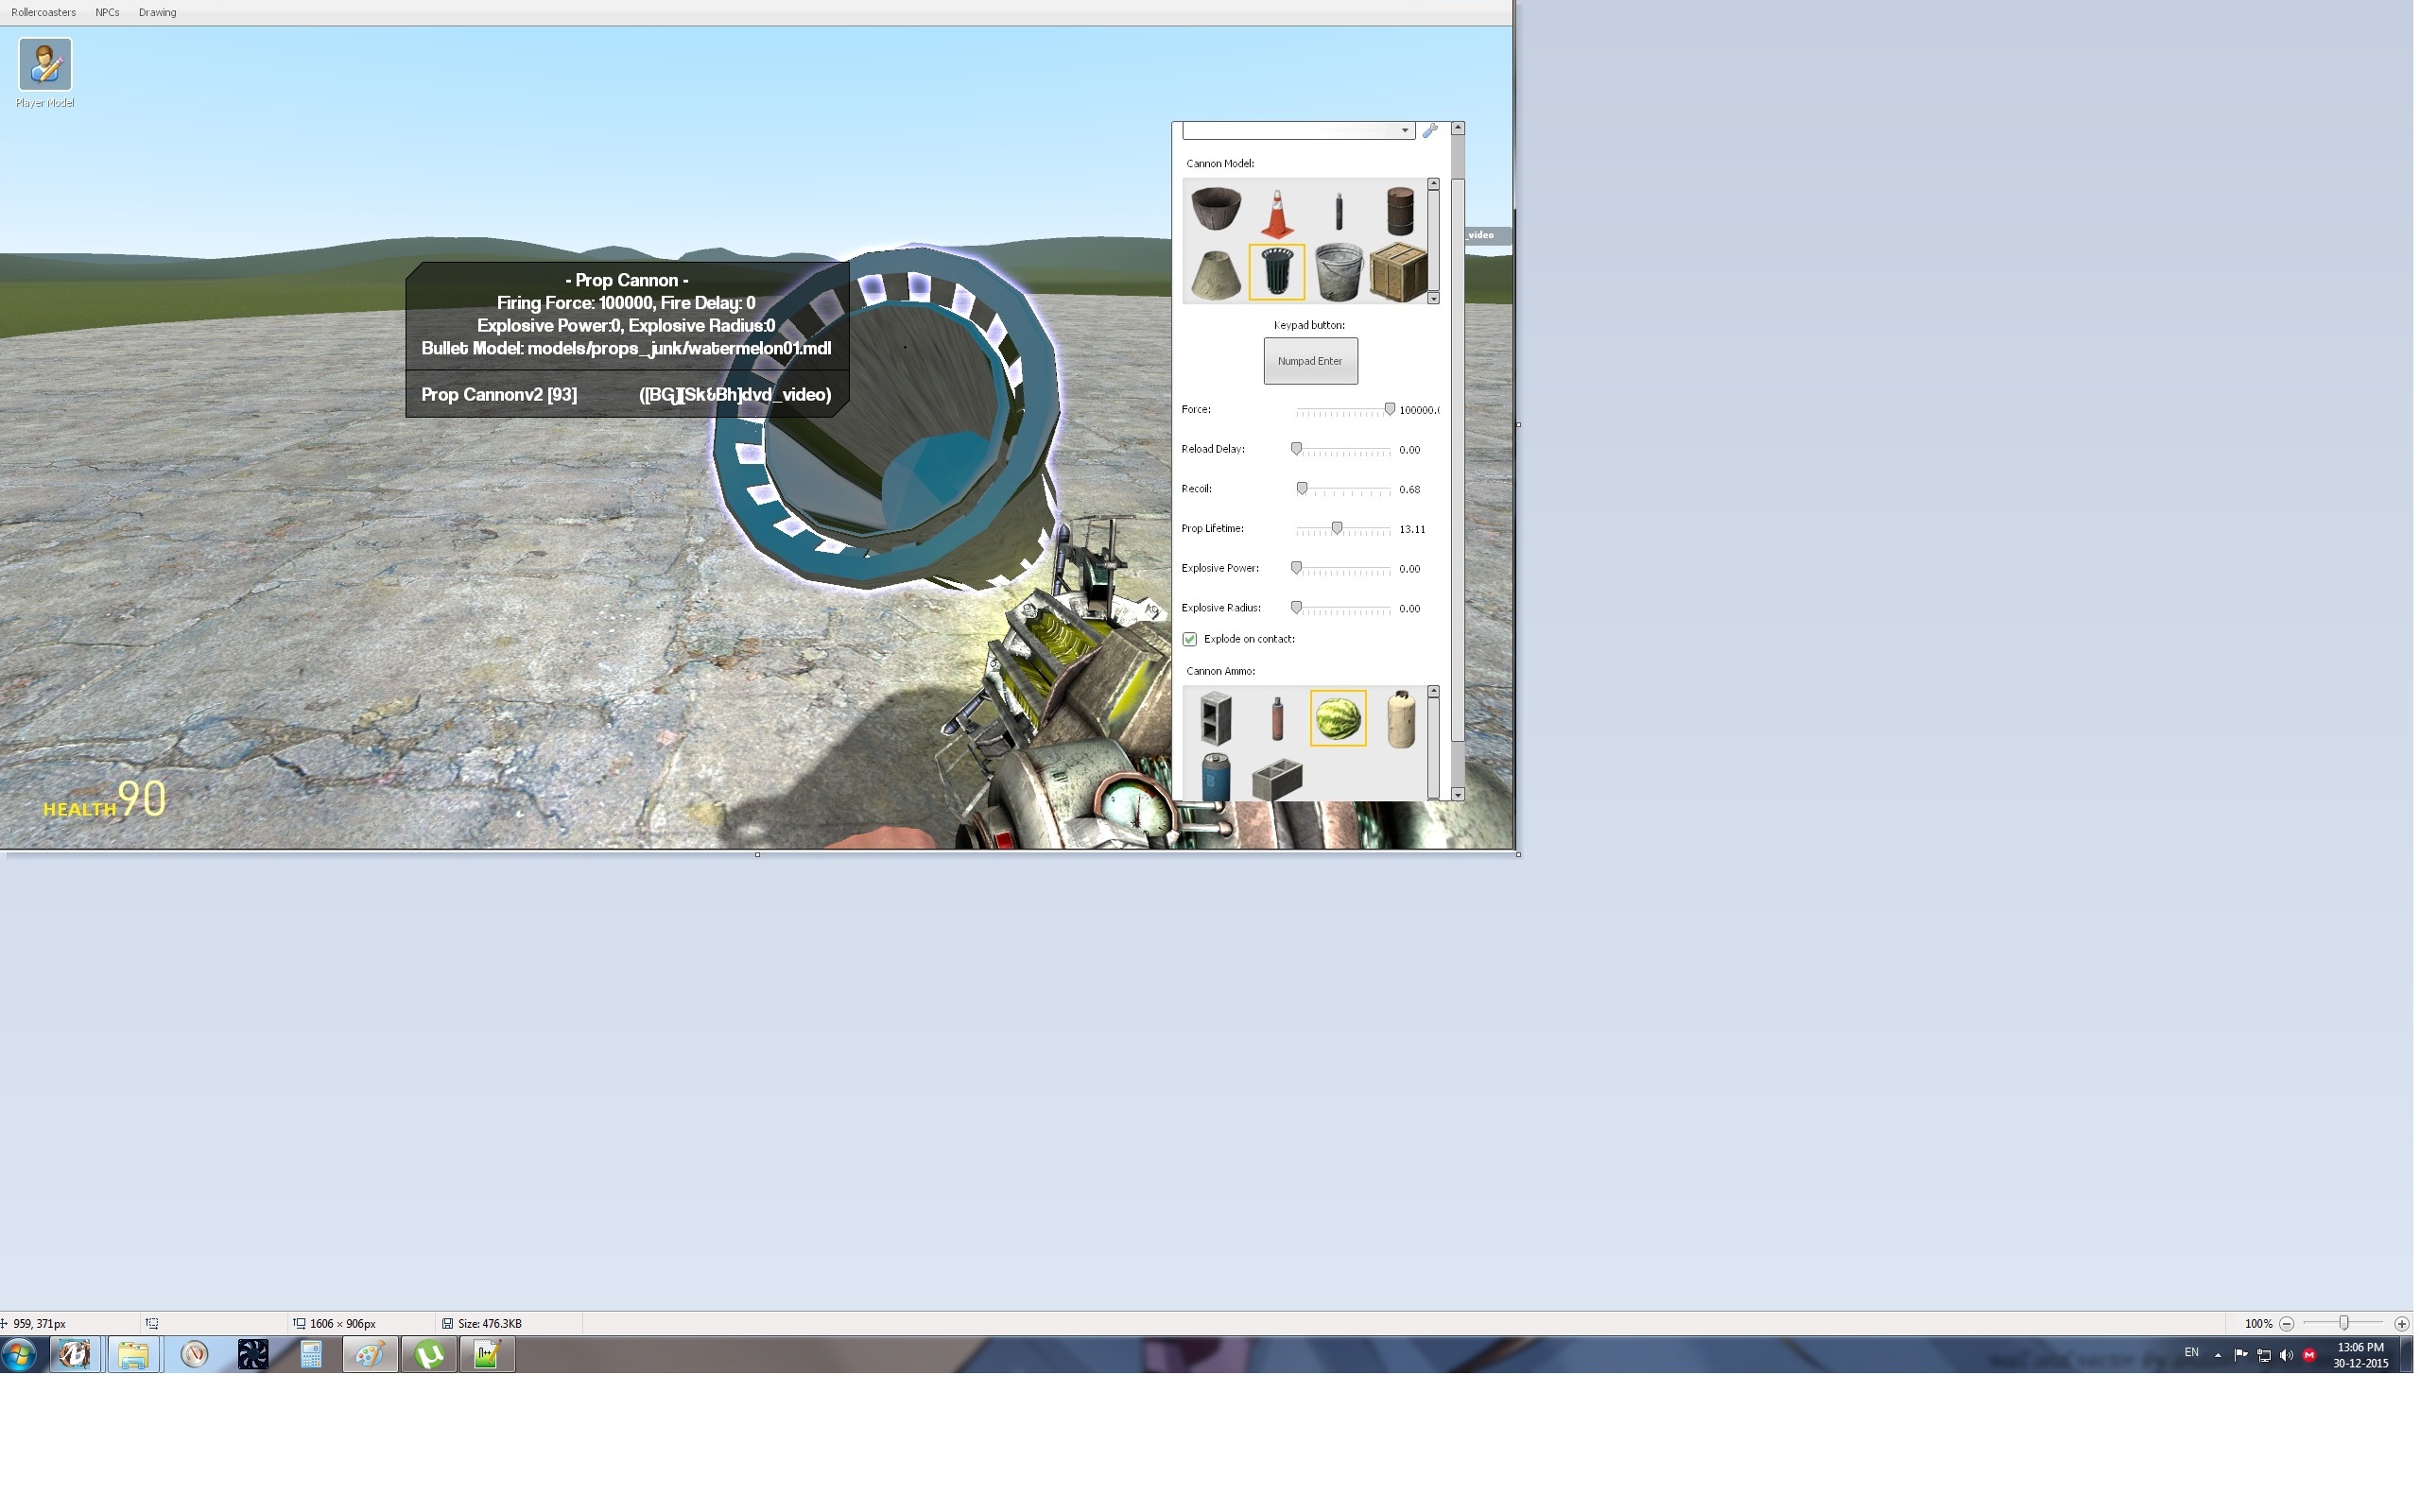 Rollercoasters NPCs Drawing
Player Model
- Prop Cannon -
Firing Force: 100000, Fire Delay: 0
Explosive Power:0, Explosive Radius:0
Bullet Model: models/props_junk/watermelon01.mdl
Prop Cannonv2 [93] ([BG][Sk&Bh]dvd_video)
Cannon Model:
_video
Keypad button:
Numpad Enter
Force: 100000.0
Reload Delay: 0.00
Recoil: 0.68
Prop Lifetime: 13.11
Explosive Power: 0.00
Explosive Radius: 0.00
Explode on contact:
Cannon Ammo:
HEALTH 90
959, 371px 1606 × 906px Size: 476.3KB 100%
EN 13:06 PM
30-12-2015